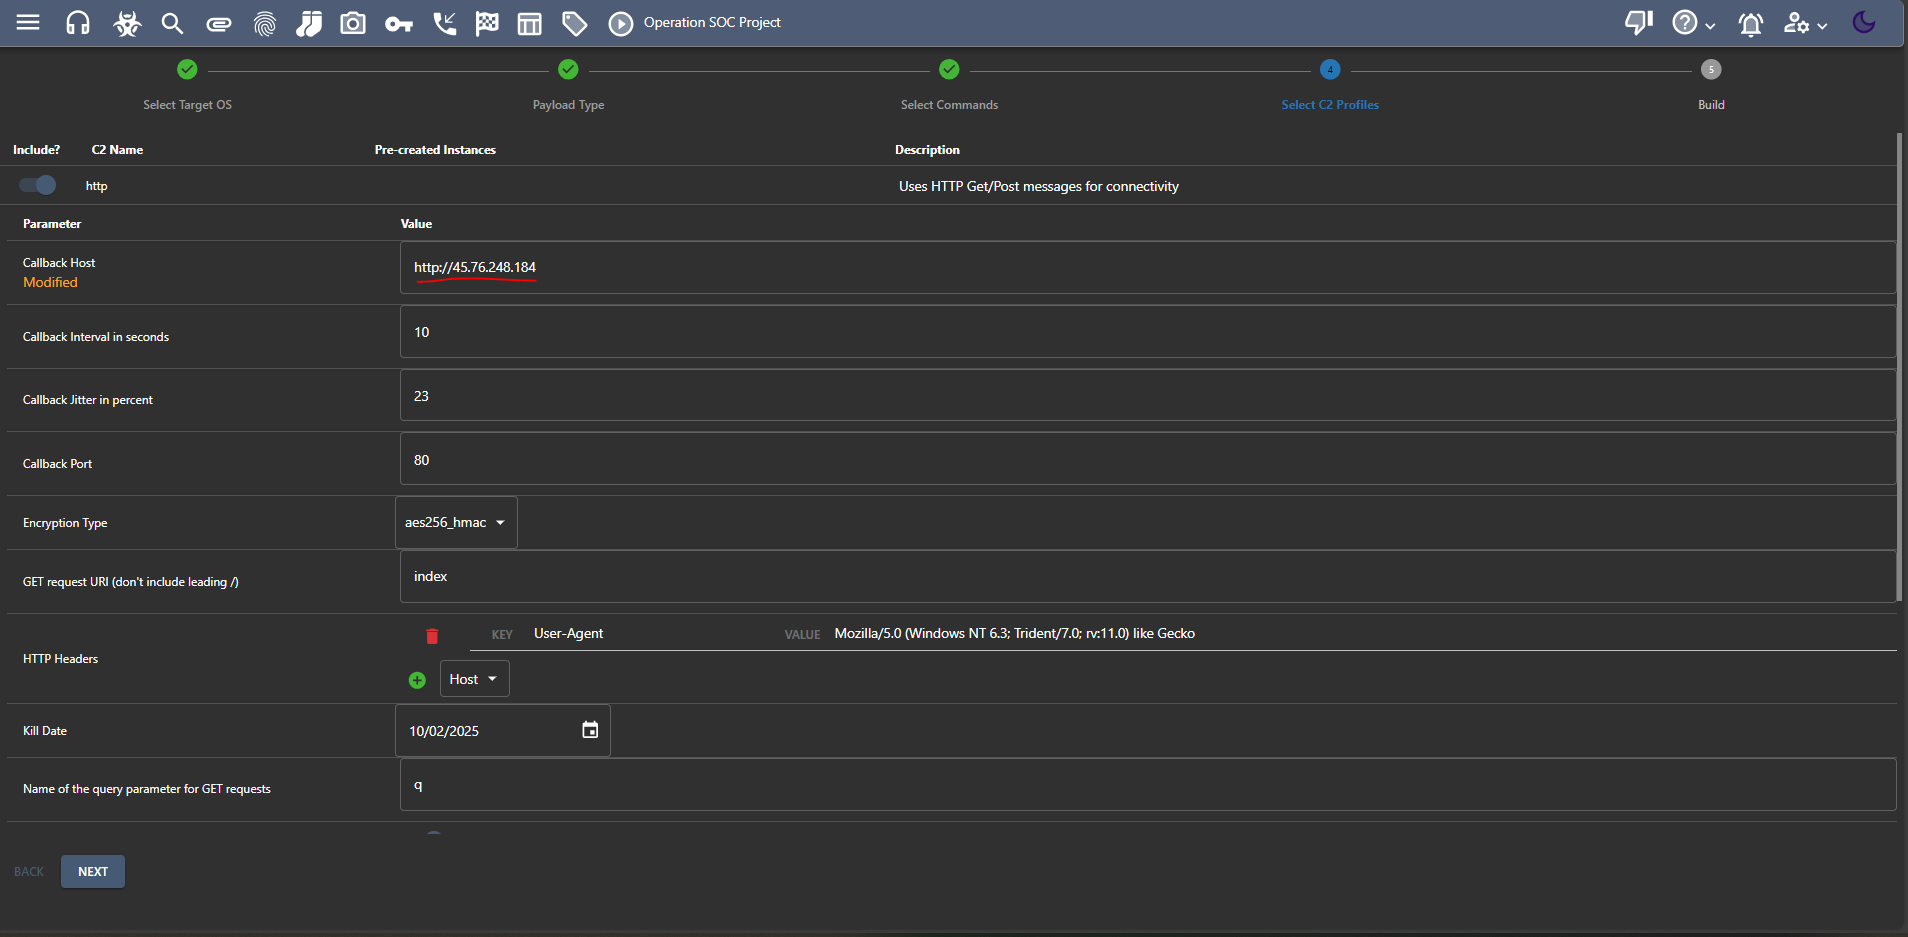 Operation SOC Project
4
5
Select Target OS
Payload Type
Select Commands
Select C2 Profiles
Build
Include?
C2 Name
Pre-created Instances
Description
http
Uses HTTP Get/Post messages for connectivity
Parameter
Value
Callback Host
Modified
http://45.76.248.184
Callback Interval in seconds
10
Callback Jitter in percent
23
Callback Port
80
Encryption Type
aes256_hmac
GET request URI (don't include leading /)
index
HTTP Headers
KEY
User-Agent
VALUE
Mozilla/5.0 (Windows NT 6.3; Trident/7.0; rv:11.0) like Gecko
Host
Kill Date
10/02/2025
Name of the query parameter for GET requests
q
BACK
NEXT